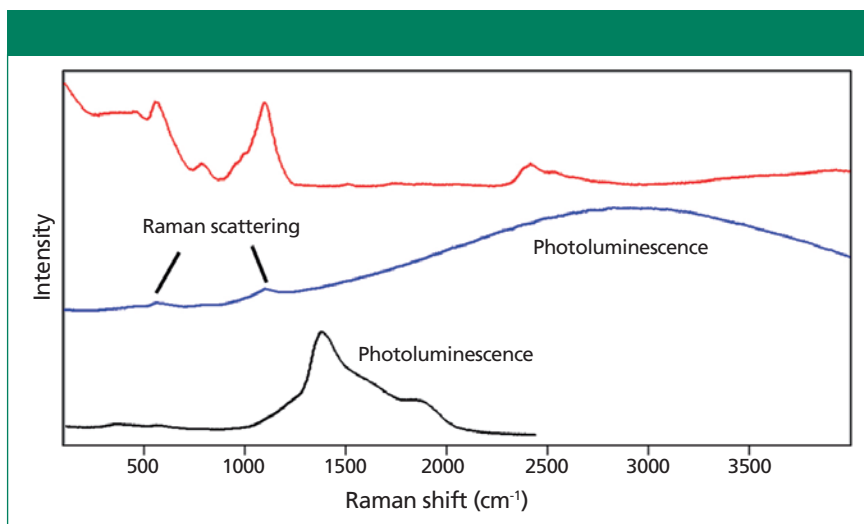 Raman scattering
Photoluminescence
Photoluminescence
Intensity
500 1000 1500 2000 2500 3000 3500
Raman shift (cm⁻¹)